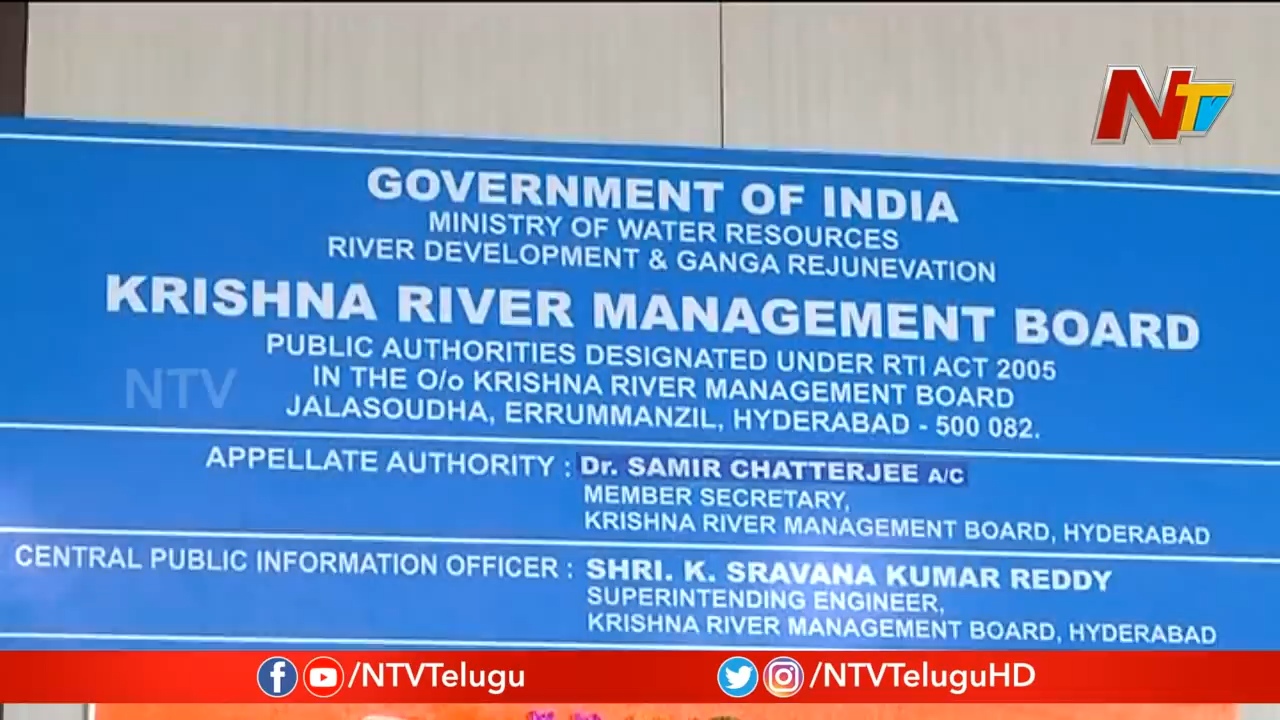 NTV
GOVERNMENT OF INDIA
MINISTRY OF WATER RESOURCES
RIVER DEVELOPMENT & GANGA REJUNEVATION
KRISHNA RIVER MANAGEMENT BOARD
PUBLIC AUTHORITIES DESIGNATED UNDER RTI ACT 2005
IN THE O/o KRISHNA RIVER MANAGEMENT BOARD
JALASOUDHA, ERRUMMANZIL, HYDERABAD - 500 082.
NTV
APPELLATE AUTHORITY : Dr. SAMIR CHATTERJEE A/C
MEMBER SECRETARY,
KRISHNA RIVER MANAGEMENT BOARD, HYDERABAD
CENTRAL PUBLIC INFORMATION OFFICER : SHRI. K. SRAVANA KUMAR REDDY
SUPERINTENDING ENGINEER,
KRISHNA RIVER MANAGEMENT BOARD, HYDERABAD
/NTVTelugu /NTVTeluguHD